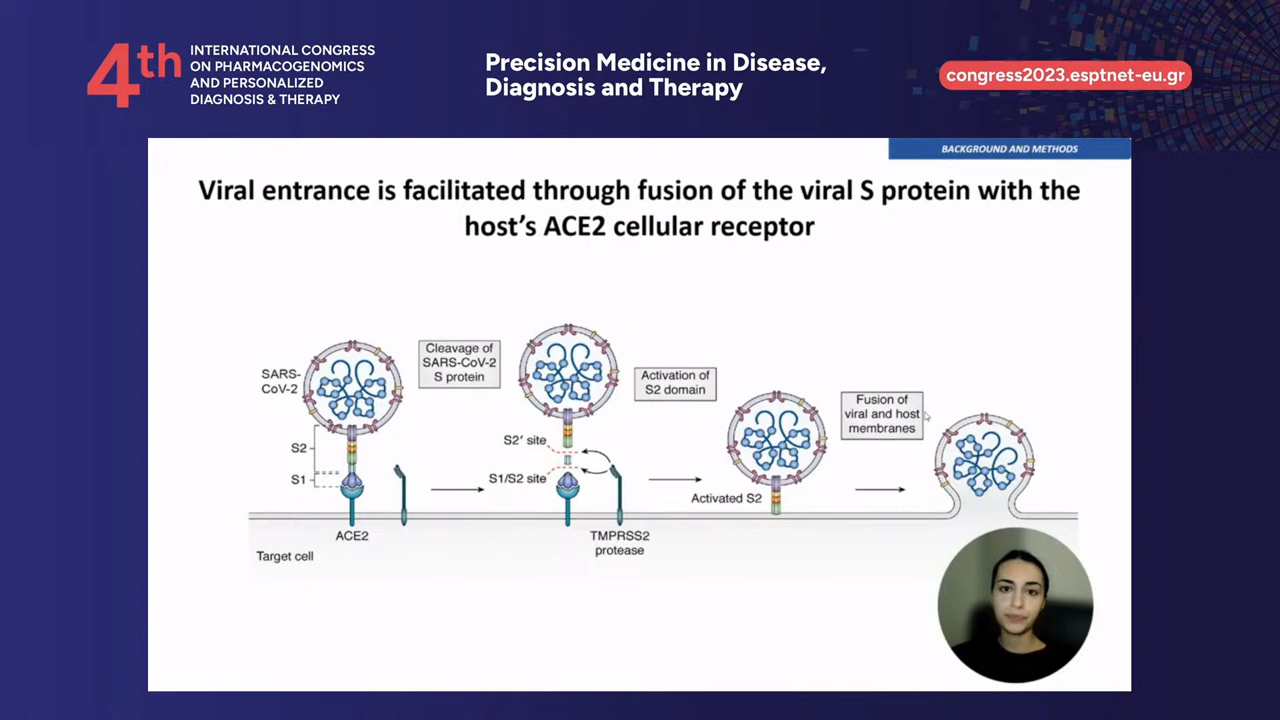 4th
INTERNATIONAL CONGRESS
ON PHARMACOGENOMICS
AND PERSONALIZED
DIAGNOSIS & THERAPY
Precision Medicine in Disease,
Diagnosis and Therapy
congress2023.esptnet-eu.gr
BACKGROUND AND METHODS
Viral entrance is facilitated through fusion of the viral S protein with the
host’s ACE2 cellular receptor
SARS-
CoV-2
S2
S1
ACE2
Target cell
Cleavage of
SARS-CoV-2
S protein
S2′ site
S1/S2 site
TMPRSS2
protease
Activation of
S2 domain
Activated S2
Fusion of
viral and host
membranes